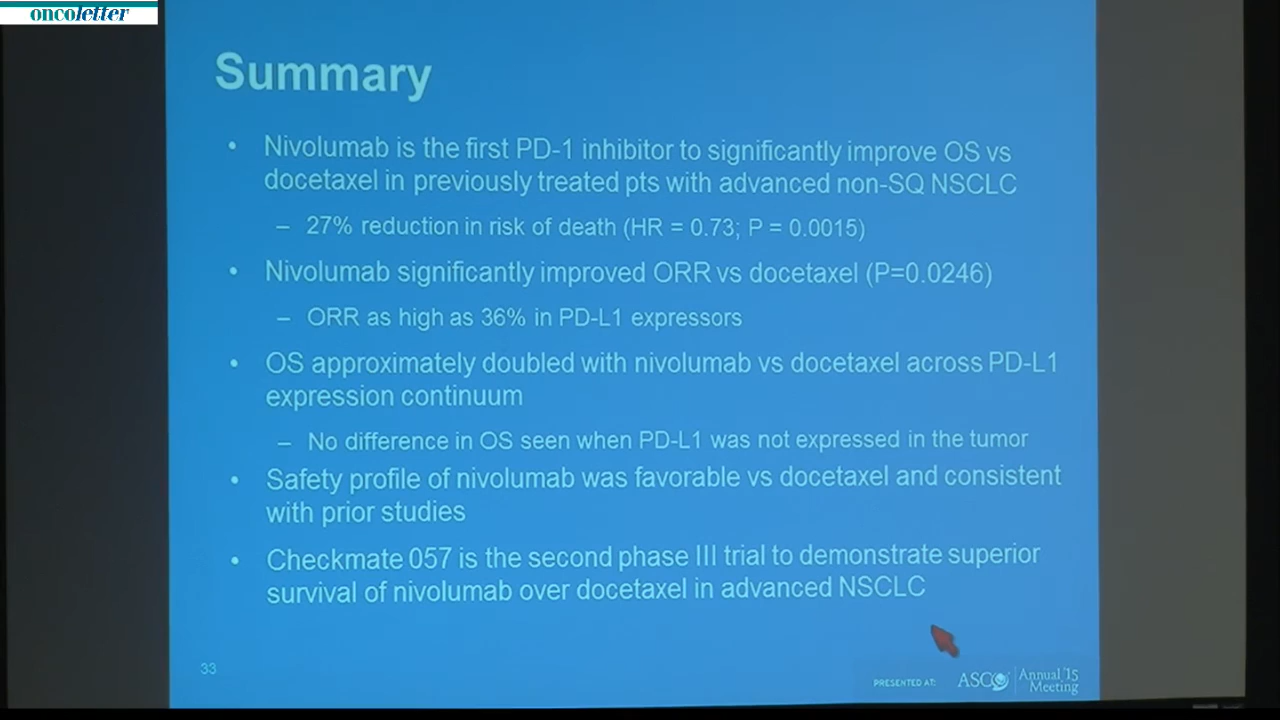 oncoletter
Summary
• Nivolumab is the first PD-1 inhibitor to significantly improve OS vs
docetaxel in previously treated pts with advanced non-SQ NSCLC
– 27% reduction in risk of death (HR = 0.73; P = 0.0015)
• Nivolumab significantly improved ORR vs docetaxel (P=0.0246)
– ORR as high as 36% in PD-L1 expressors
• OS approximately doubled with nivolumab vs docetaxel across PD-L1
expression continuum
– No difference in OS seen when PD-L1 was not expressed in the tumor
• Safety profile of nivolumab was favorable vs docetaxel and consistent
with prior studies
• Checkmate 057 is the second phase III trial to demonstrate superior
survival of nivolumab over docetaxel in advanced NSCLC
33
PRESENTED AT: ASCO Annual '15
Meeting